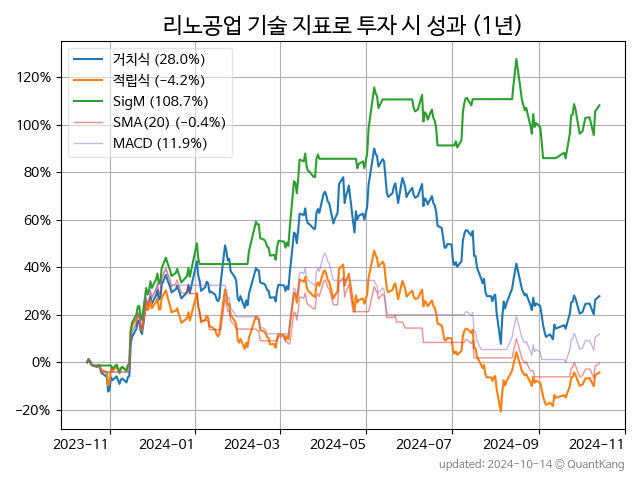 리노공업 기술 지표로 투자 시 성과 (1년)
거치식 (28.0%)
적립식 (−4.2%)
SigM (108.7%)
SMA(20) (−0.4%)
MACD (11.9%)
120%
100%
80%
60%
40%
20%
0%
−20%
2023-11 2024-01 2024-03 2024-05 2024-07 2024-09 2024-11
updated: 2024-10-14 © QuantKang